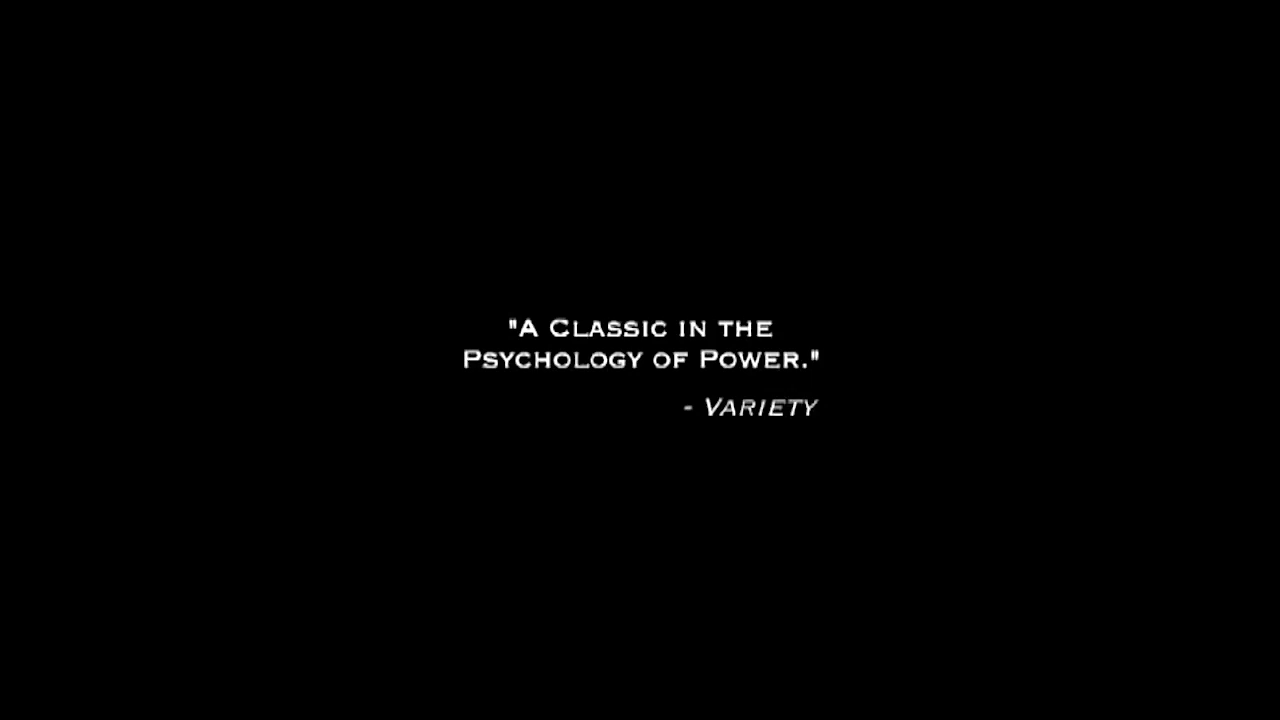 "A Classic in the
Psychology of Power."
- Variety